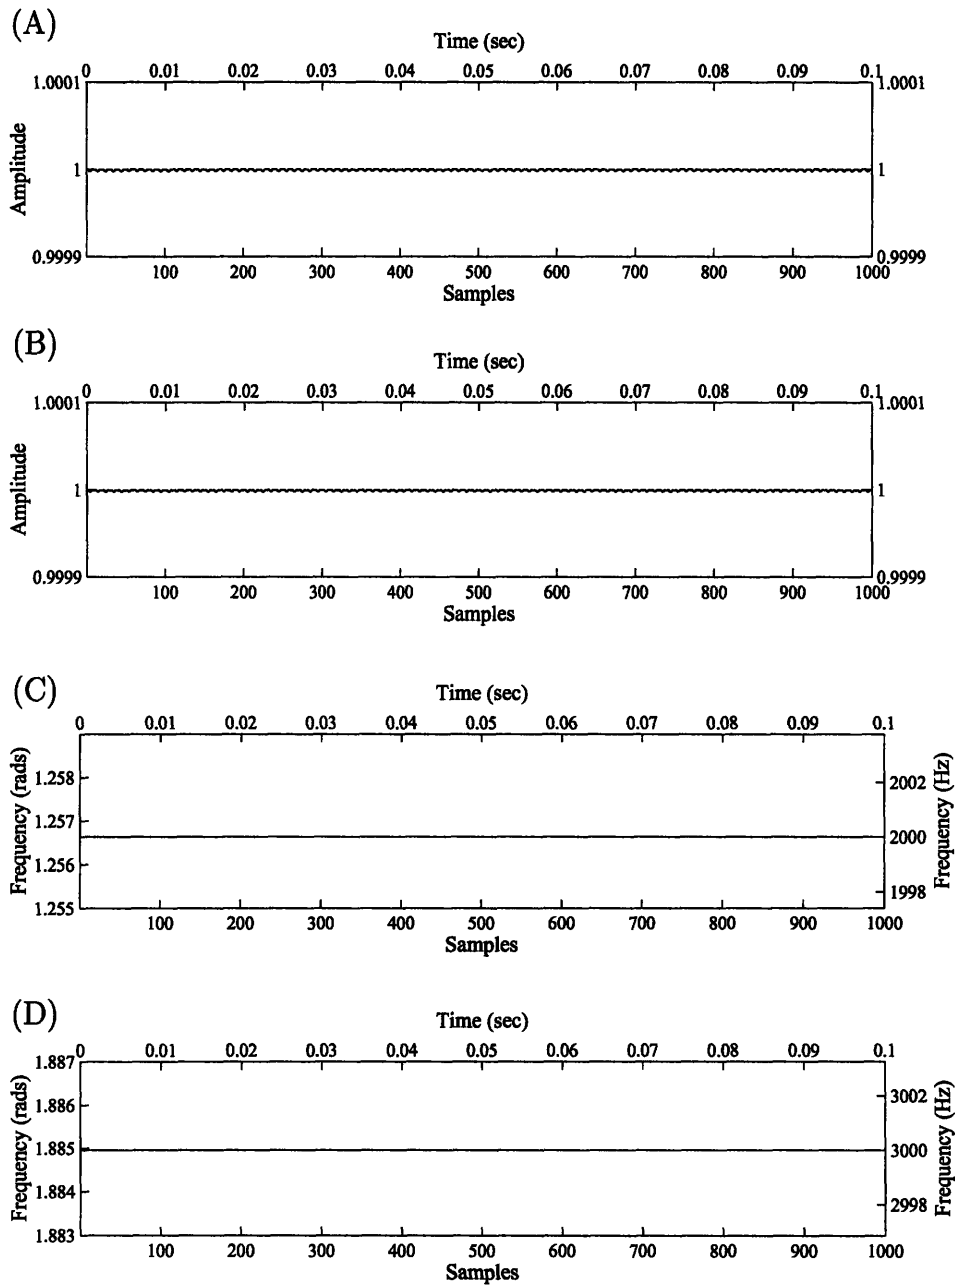 (A)
Time (sec)
0 0.01 0.02 0.03 0.04 0.05 0.06 0.07 0.08 0.09 0.1
1.0001 1.0001
Amplitude
1 1
0.9999 0.9999
100 200 300 400 500 600 700 800 900 1000
Samples
(B)
Time (sec)
0 0.01 0.02 0.03 0.04 0.05 0.06 0.07 0.08 0.09 0.1
1.0001 1.0001
Amplitude
1 1
0.9999 0.9999
100 200 300 400 500 600 700 800 900 1000
Samples
(C)
Time (sec)
0 0.01 0.02 0.03 0.04 0.05 0.06 0.07 0.08 0.09 0.1
Frequency (rads)
1.258
1.257
1.256
1.255
2002
2000
1998
Frequency (Hz)
100 200 300 400 500 600 700 800 900 1000
Samples
(D)
Time (sec)
0 0.01 0.02 0.03 0.04 0.05 0.06 0.07 0.08 0.09 0.1
Frequency (rads)
1.887
1.886
1.885
1.884
1.883
3002
3000
2998
Frequency (Hz)
100 200 300 400 500 600 700 800 900 1000
Samples